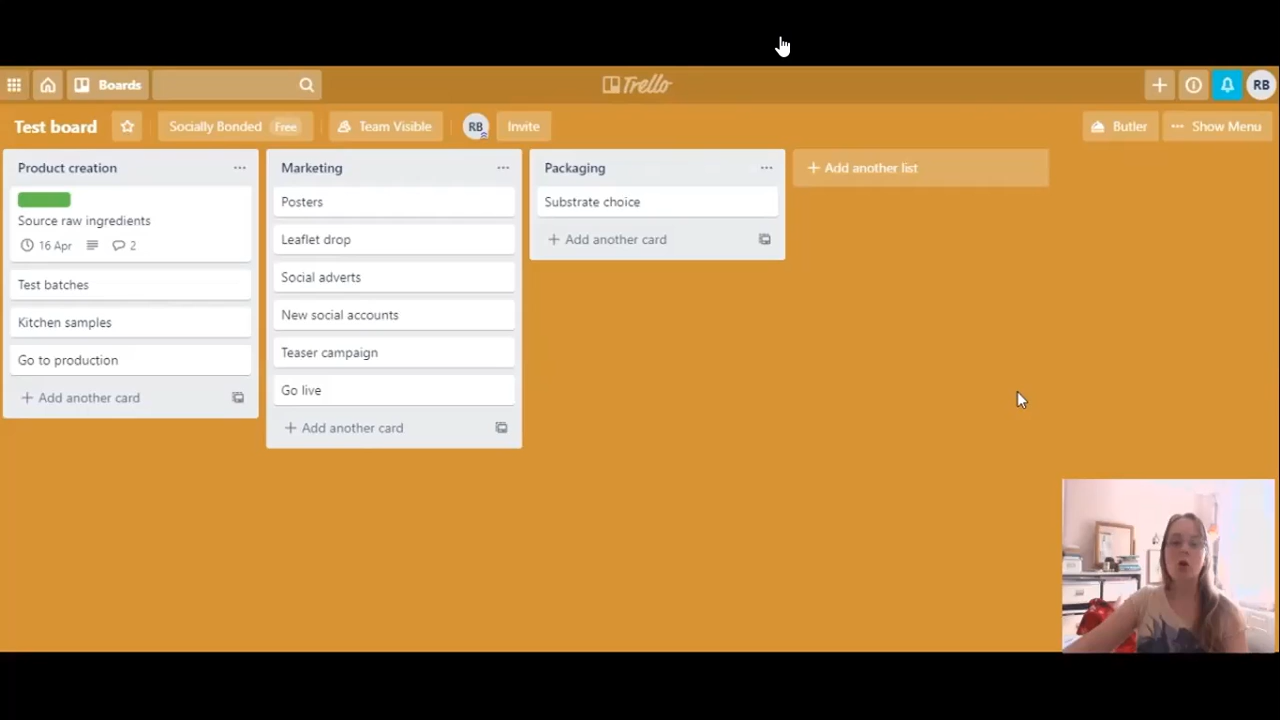 Boards
Trello
RB
Test board
Socially Bonded Free
Team Visible
RB
Invite
Butler
Show Menu
Product creation
Source raw ingredients
16 Apr
2
Test batches
Kitchen samples
Go to production
Add another card
Marketing
Posters
Leaflet drop
Social adverts
New social accounts
Teaser campaign
Go live
Add another card
Packaging
Substrate choice
Add another card
Add another list